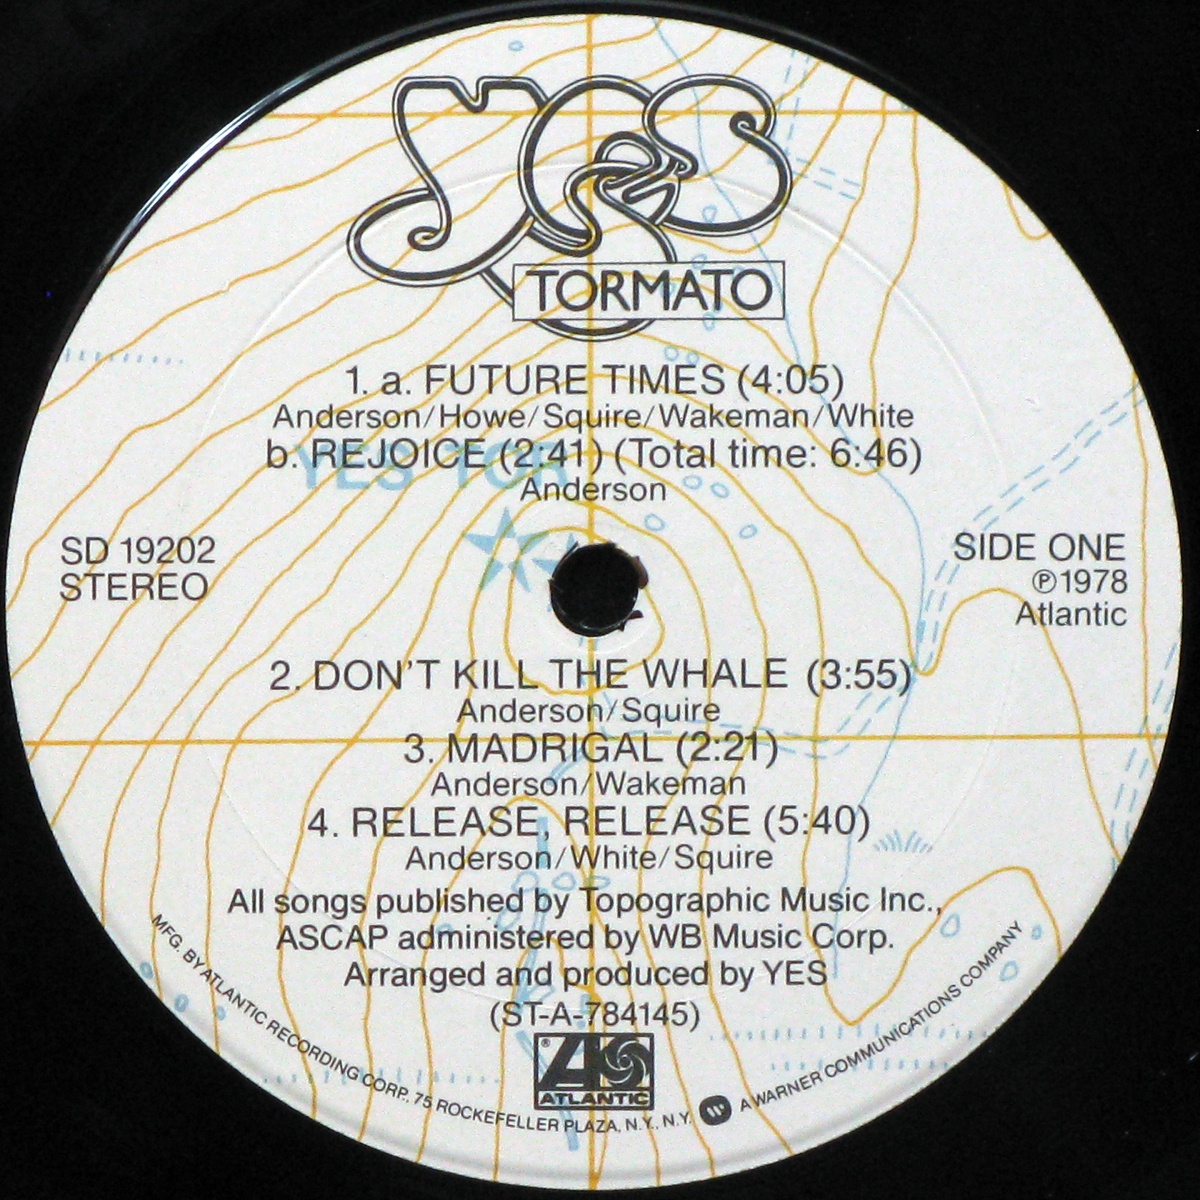 YES
TORMATO
1. a. FUTURE TIMES (4:05)
Anderson/Howe/Squire/Wakeman/White
b. REJOICE (2:41) (Total time: 6:46)
YES TOR
Anderson
SD 19202
STEREO
SIDE ONE
℗1978
Atlantic
2. DON'T KILL THE WHALE (3:55)
Anderson/Squire
3. MADRIGAL (2:21)
Anderson/Wakeman
4. RELEASE, RELEASE (5:40)
Anderson/White/Squire
All songs published by Topographic Music Inc.,
ASCAP administered by WB Music Corp.
Arranged and produced by YES
(ST-A-784145)
® ATLANTIC
MFG. BY ATLANTIC RECORDING CORP., 75 ROCKEFELLER PLAZA, N.Y., N.Y. W A WARNER COMMUNICATIONS COMPANY